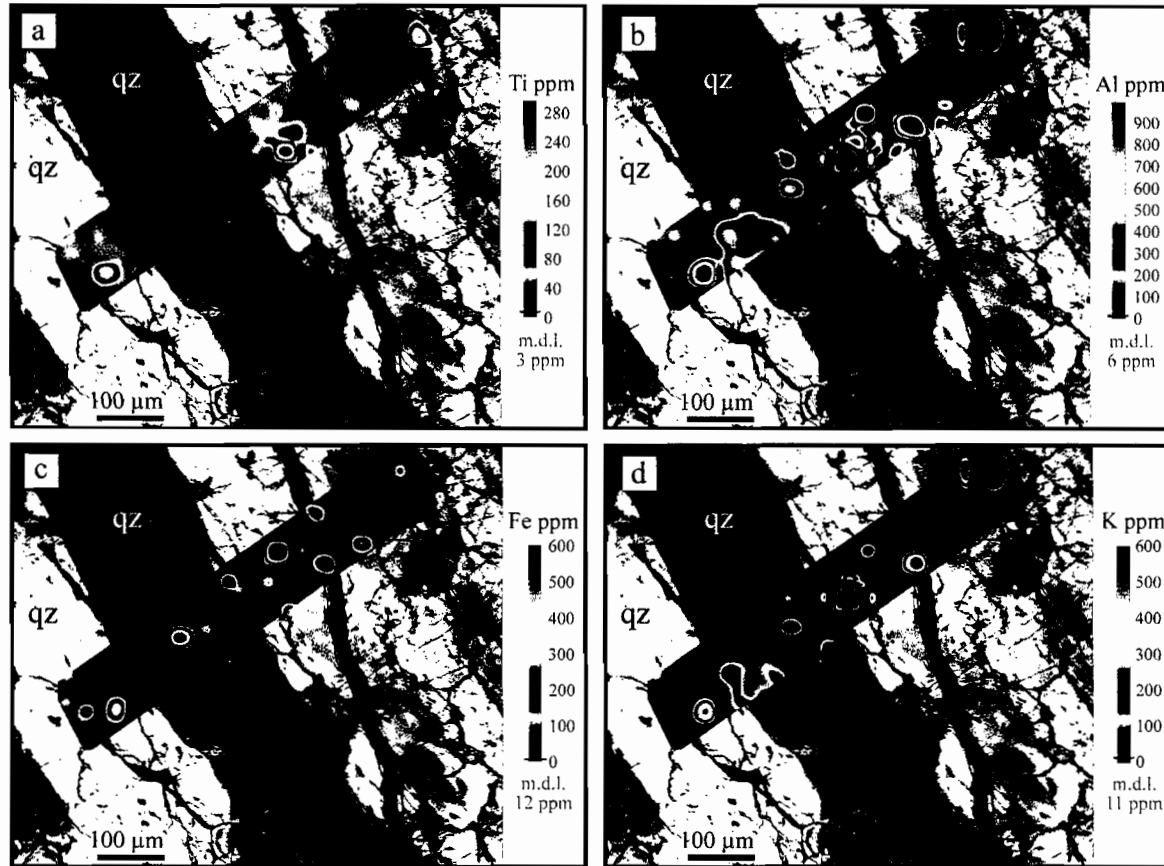 a
qz
qz
Ti ppm
280
240
200
160
120
80
40
0
m.d.l.
3 ppm
100 µm
b
qz
qz
Al ppm
900
800
700
600
500
400
300
200
100
0
m.d.l.
6 ppm
100 µm
c
qz
qz
Fe ppm
600
500
400
300
200
100
0
m.d.l.
12 ppm
100 µm
d
qz
qz
K ppm
600
500
400
300
200
100
0
m.d.l.
11 ppm
100 µm